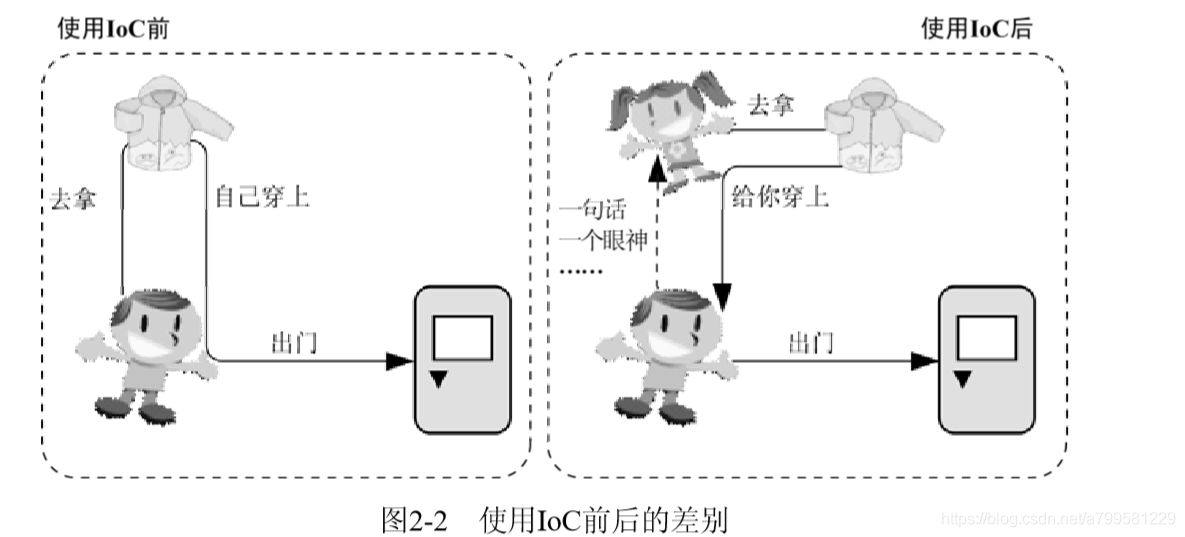 使用IoC前
使用IoC后
去拿
自己穿上
出门
去拿
给你穿上
一句话
一个眼神
……
出门
图2-2 使用IoC前后的差别
https://blog.csdn.net/a799581229